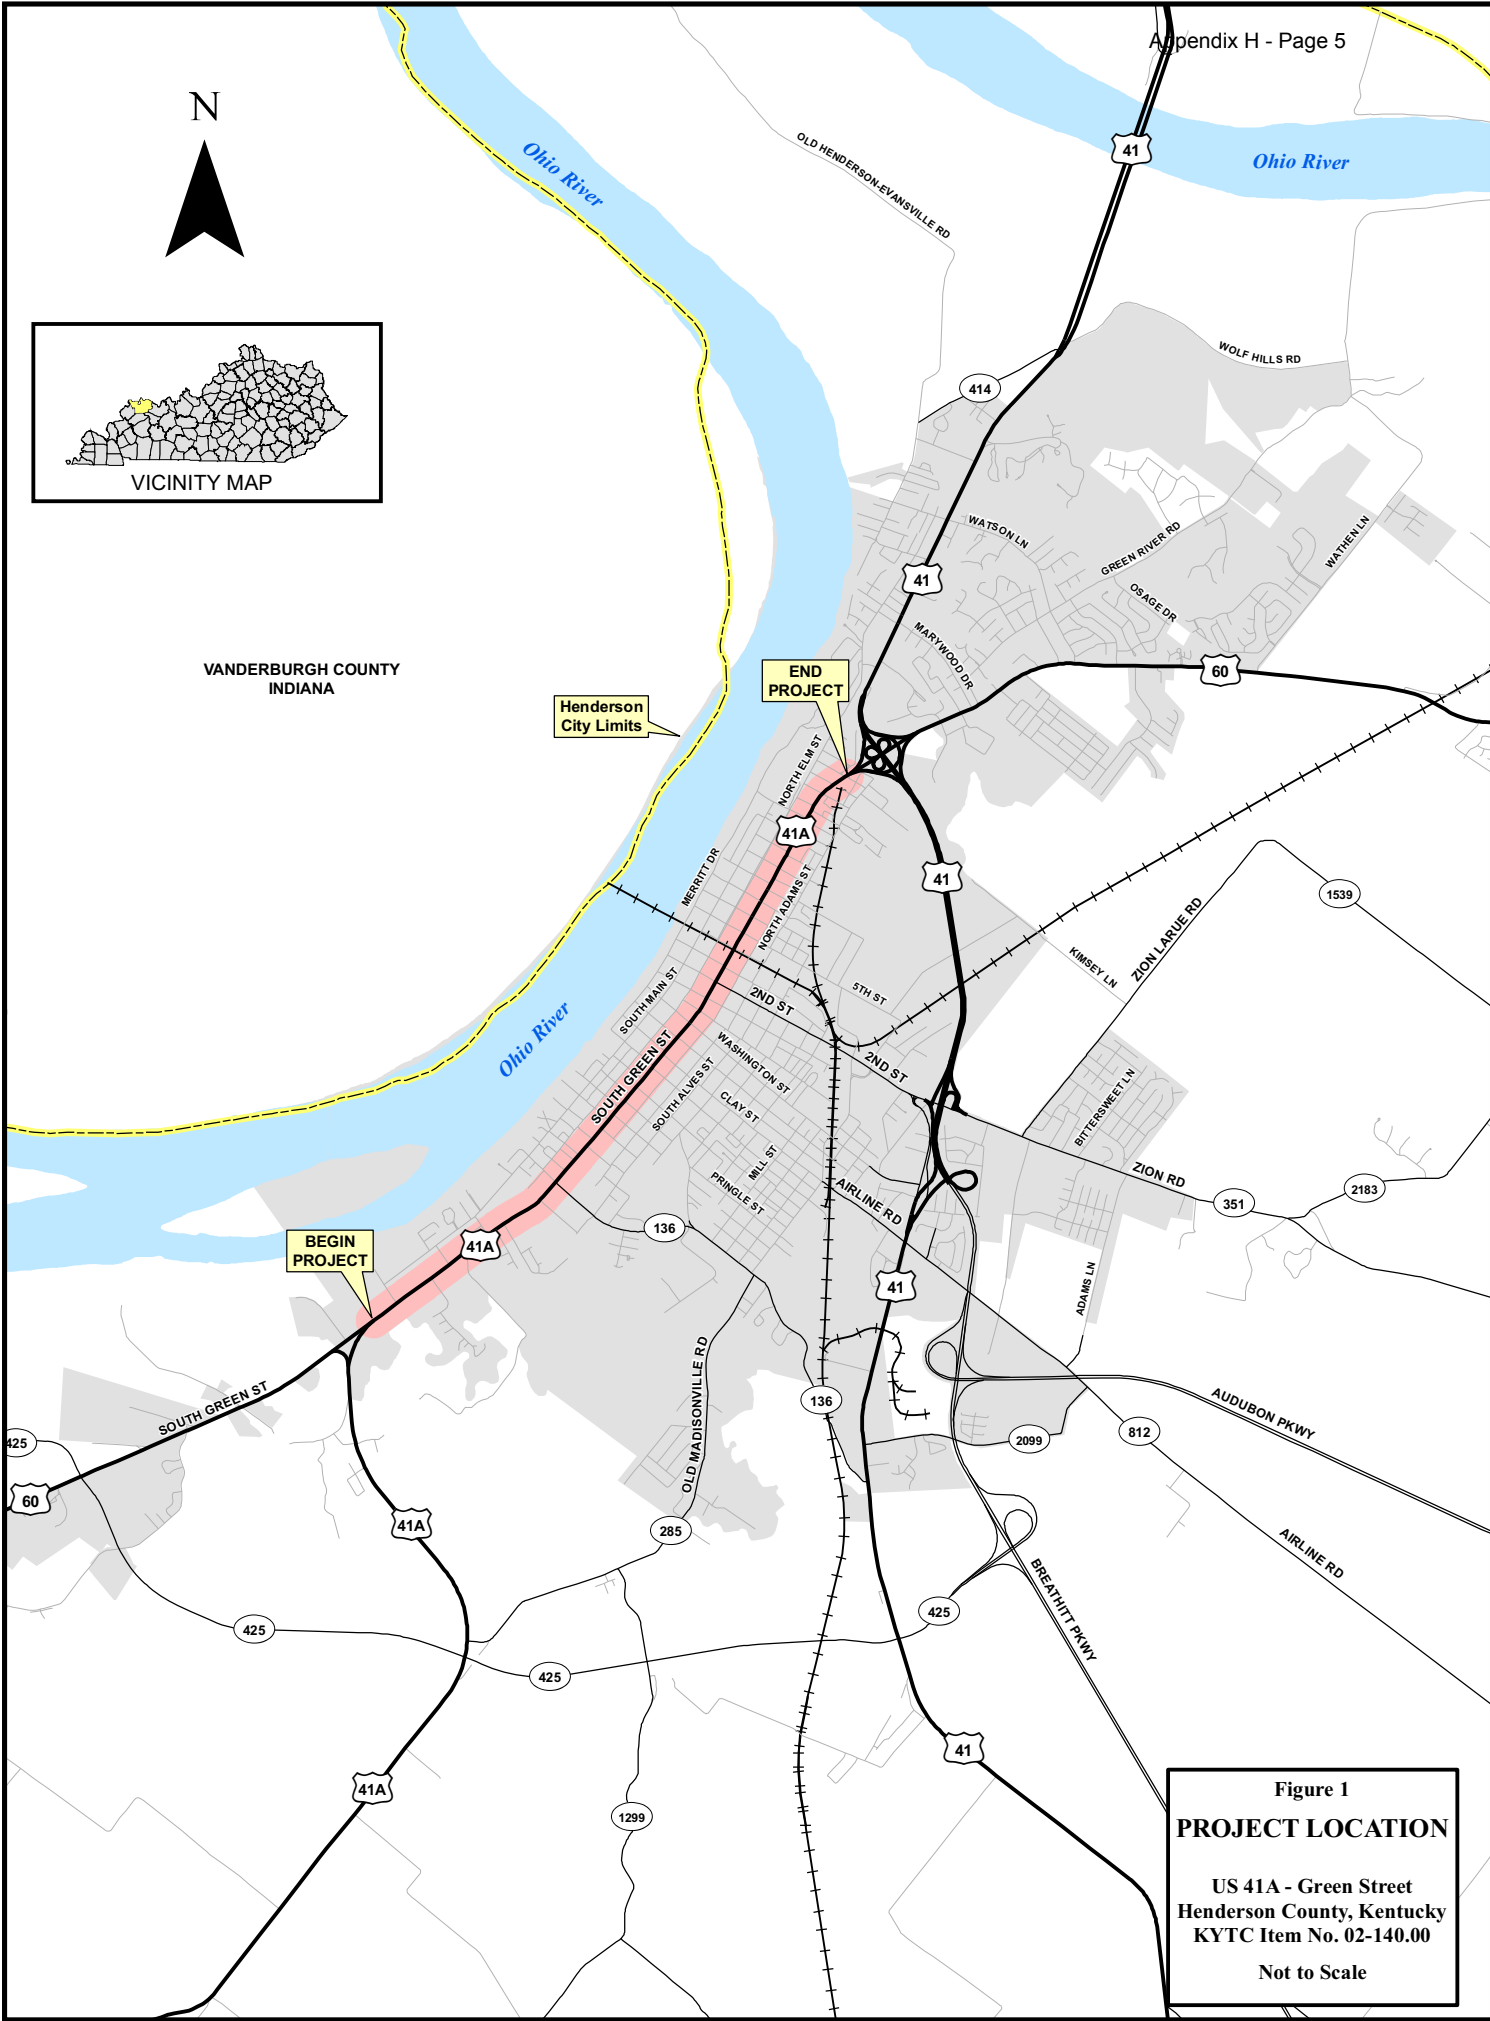 Appendix H - Page 5
N
41
Ohio River
Ohio River
OLD HENDERSON-EVANSVILLE RD
WOLF HILLS RD
414
VICINITY MAP
WATSON LN
GREEN RIVER RD
WATHEN LN
41
OSAGE DR
MARYWOOD DR
VANDERBURGH COUNTY
INDIANA
END
PROJECT
60
Henderson
City Limits
NORTH ELM ST
41A
MERRITT DR
NORTH ADAMS ST
41
1539
ZION LARUE RD
KIMSEY LN
SOUTH MAIN ST
5TH ST
2ND ST
Ohio River
SOUTH GREEN ST
WASHINGTON ST
2ND ST
SOUTH ALVES ST
CLAY ST
BITTERSWEET LN
MILL ST
PRINGLE ST
ZION RD
AIRLINE RD
351
2183
136
41A
BEGIN
PROJECT
41
ADAMS LN
OLD MADISONVILLE RD
SOUTH GREEN ST
136
AUDUBON PKWY
812
2099
425
60
41A
285
AIRLINE RD
BREATHITT PKWY
425
425
425
41
41A
1299
Figure 1
PROJECT LOCATION
US 41A - Green Street
Henderson County, Kentucky
KYTC Item No. 02-140.00
Not to Scale